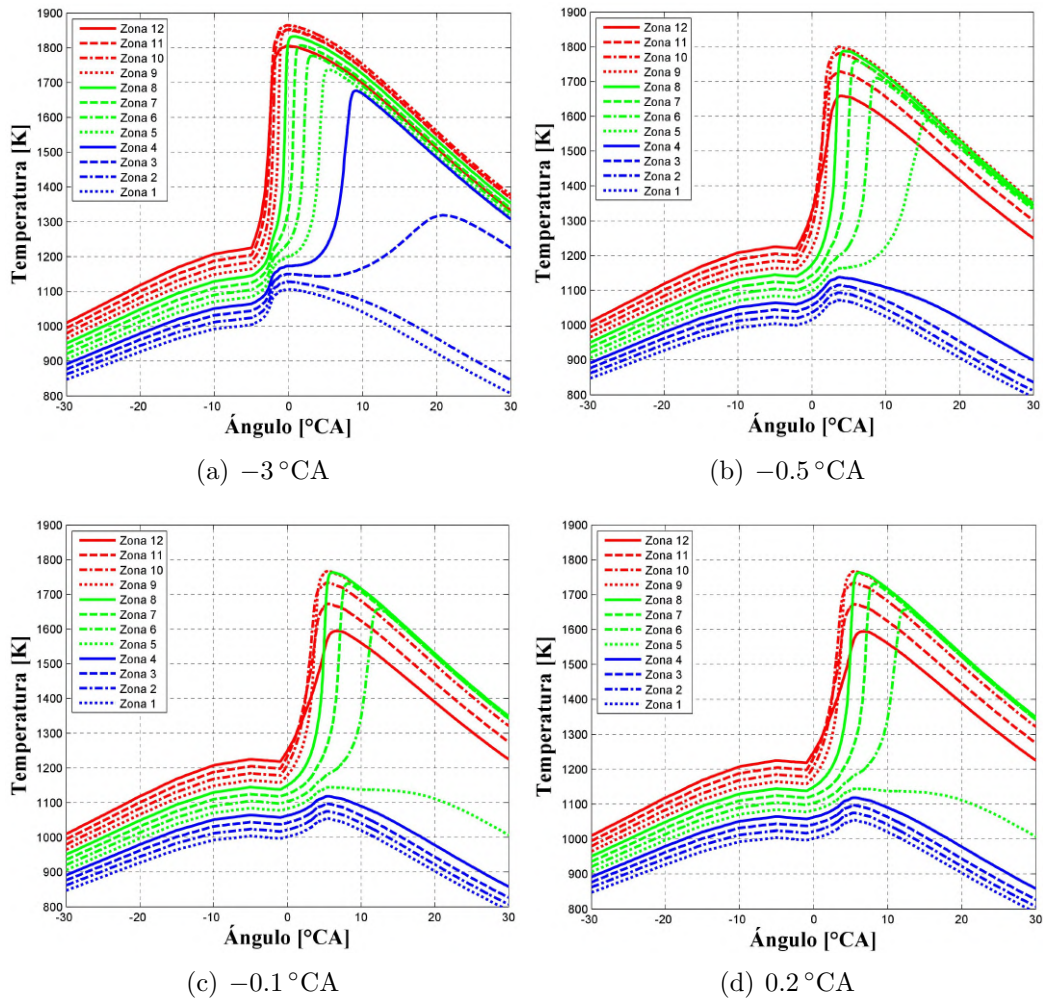 1900
1800
1700
1600
1500
1400
1300
1200
1100
1000
900
800
Temperatura [K]
Zona 12
Zona 11
Zona 10
Zona 9
Zona 8
Zona 7
Zona 6
Zona 5
Zona 4
Zona 3
Zona 2
Zona 1
-30 -20 -10 0 10 20 30
Ángulo [°CA]
(a) −3 °CA
1900
1800
1700
1600
1500
1400
1300
1200
1100
1000
900
800
Temperatura [K]
Zona 12
Zona 11
Zona 10
Zona 9
Zona 8
Zona 7
Zona 6
Zona 5
Zona 4
Zona 3
Zona 2
Zona 1
-30 -20 -10 0 10 20 30
Ángulo [°CA]
(b) −0.5 °CA
1900
1800
1700
1600
1500
1400
1300
1200
1100
1000
900
800
Temperatura [K]
Zona 12
Zona 11
Zona 10
Zona 9
Zona 8
Zona 7
Zona 6
Zona 5
Zona 4
Zona 3
Zona 2
Zona 1
-30 -20 -10 0 10 20 30
Ángulo [°CA]
(c) −0.1 °CA
1900
1800
1700
1600
1500
1400
1300
1200
1100
1000
900
800
Temperatura [K]
Zona 12
Zona 11
Zona 10
Zona 9
Zona 8
Zona 7
Zona 6
Zona 5
Zona 4
Zona 3
Zona 2
Zona 1
-30 -20 -10 0 10 20 30
Ángulo [°CA]
(d) 0.2 °CA